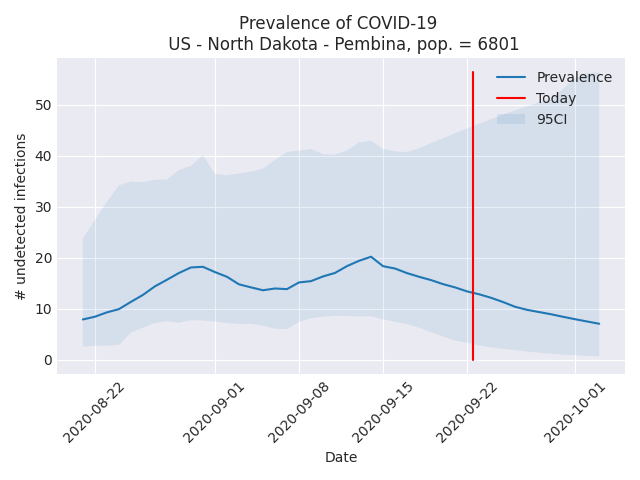 Prevalence of COVID-19
US - North Dakota - Pembina, pop. = 6801
Prevalence
Today
95CI
# undetected infections
50
40
30
20
10
0
2020-08-22
2020-09-01
2020-09-08
2020-09-15
2020-09-22
2020-10-01
Date